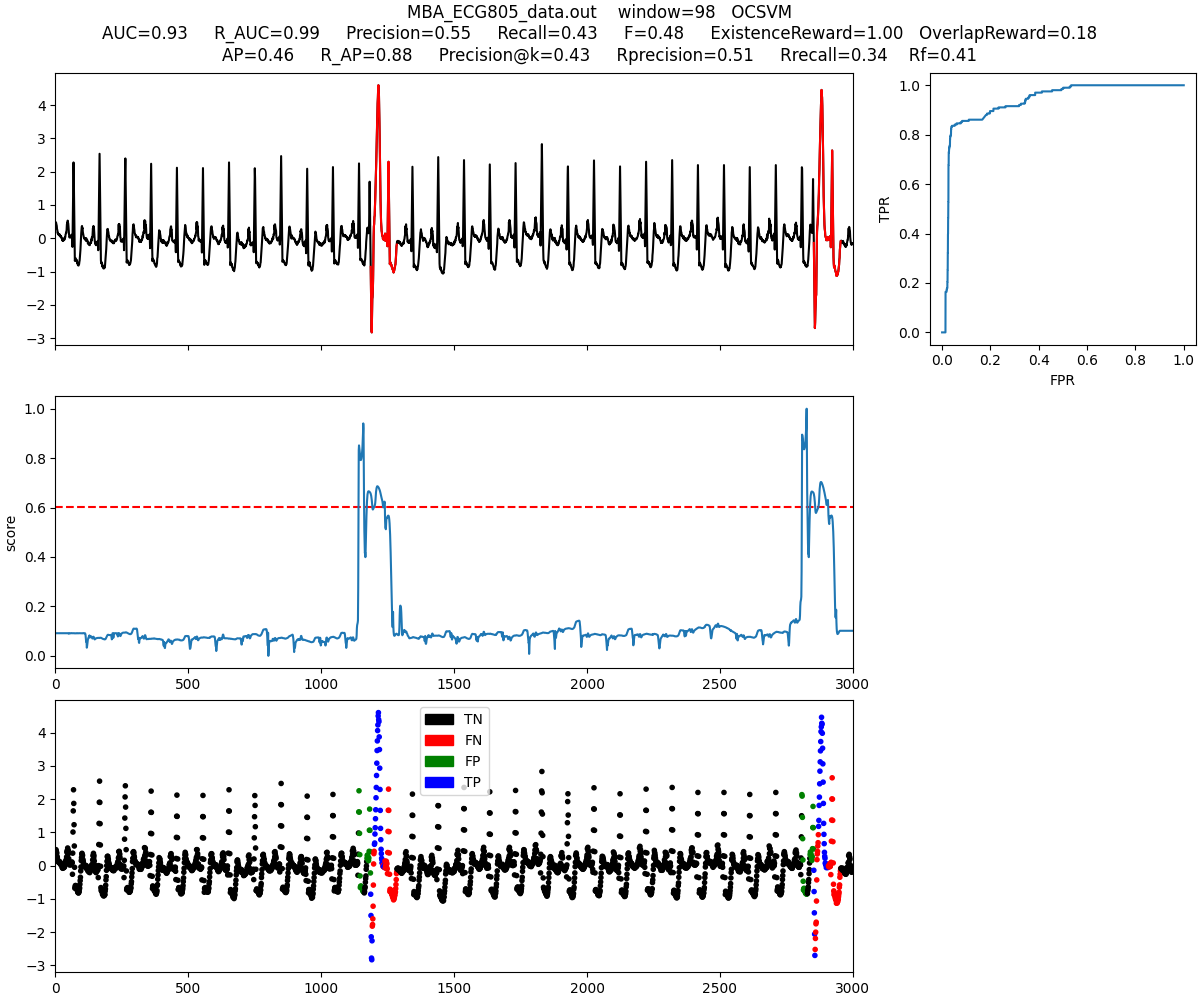 MBA_ECG805_data.out window=98 OCSVM
AUC=0.93 R_AUC=0.99 Precision=0.55 Recall=0.43 F=0.48 ExistenceReward=1.00 OverlapReward=0.18
AP=0.46 R_AP=0.88 Precision@k=0.43 Rprecision=0.51 Rrecall=0.34 Rf=0.41
4
3
2
1
0
−1
−2
−3
TPR
1.0
0.8
0.6
0.4
0.2
0.0
0.0 0.2 0.4 0.6 0.8 1.0
FPR
score
1.0
0.8
0.6
0.4
0.2
0.0
0 500 1000 1500 2000 2500 3000
4
3
2
1
0
−1
−2
−3
TN
FN
FP
TP
0 500 1000 1500 2000 2500 3000